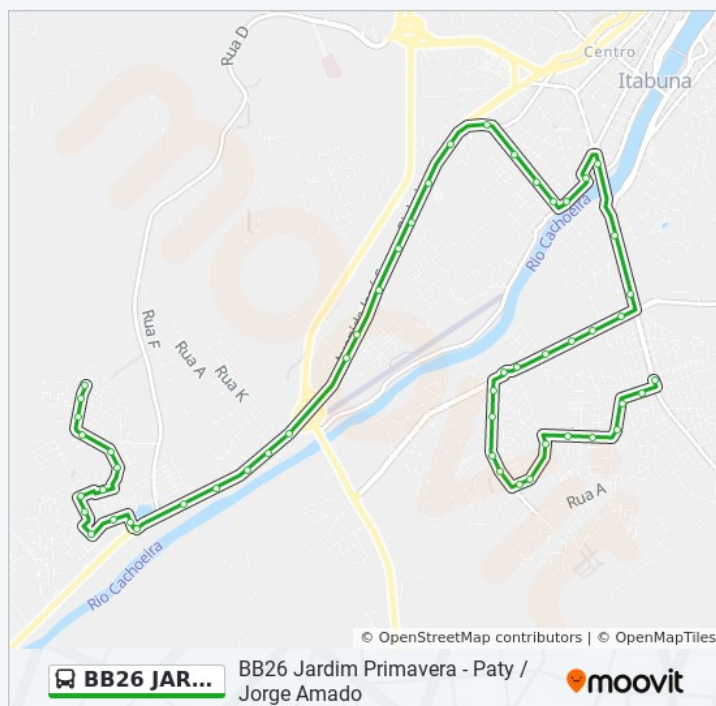 Rua D
Centro
Itabuna
Rio Cachoeira
Rua F
Rua A
Rua K
Rua A
Rio Cachoeira
© OpenStreetMap contributors | © OpenMapTiles
BB26 JAR...
BB26 Jardim Primavera - Paty /
Jorge Amado
moovit